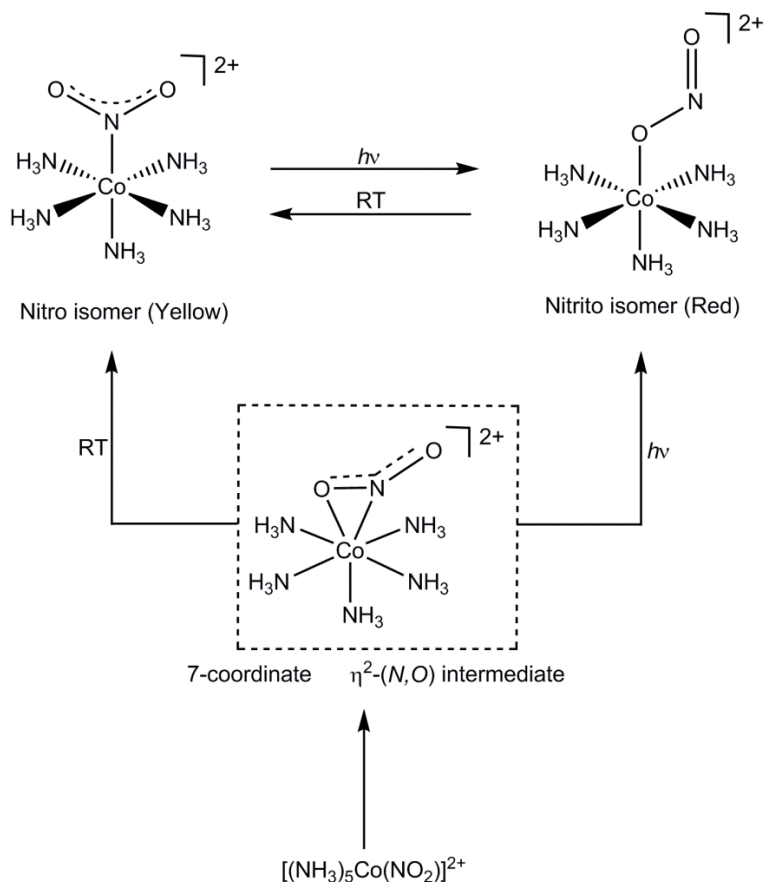 O O ]2+
N
H₃N NH₃
Co
H₃N NH₃
NH₃
Nitro isomer (Yellow)
hν
RT
O ]2+
N
O
H₃N NH₃
Co
H₃N NH₃
NH₃
Nitrito isomer (Red)
RT
hν
O ]2+
O N
H₃N NH₃
Co
H₃N NH₃
NH₃
7-coordinate η²-(N,O) intermediate
[(NH₃)₅Co(NO₂)]²⁺